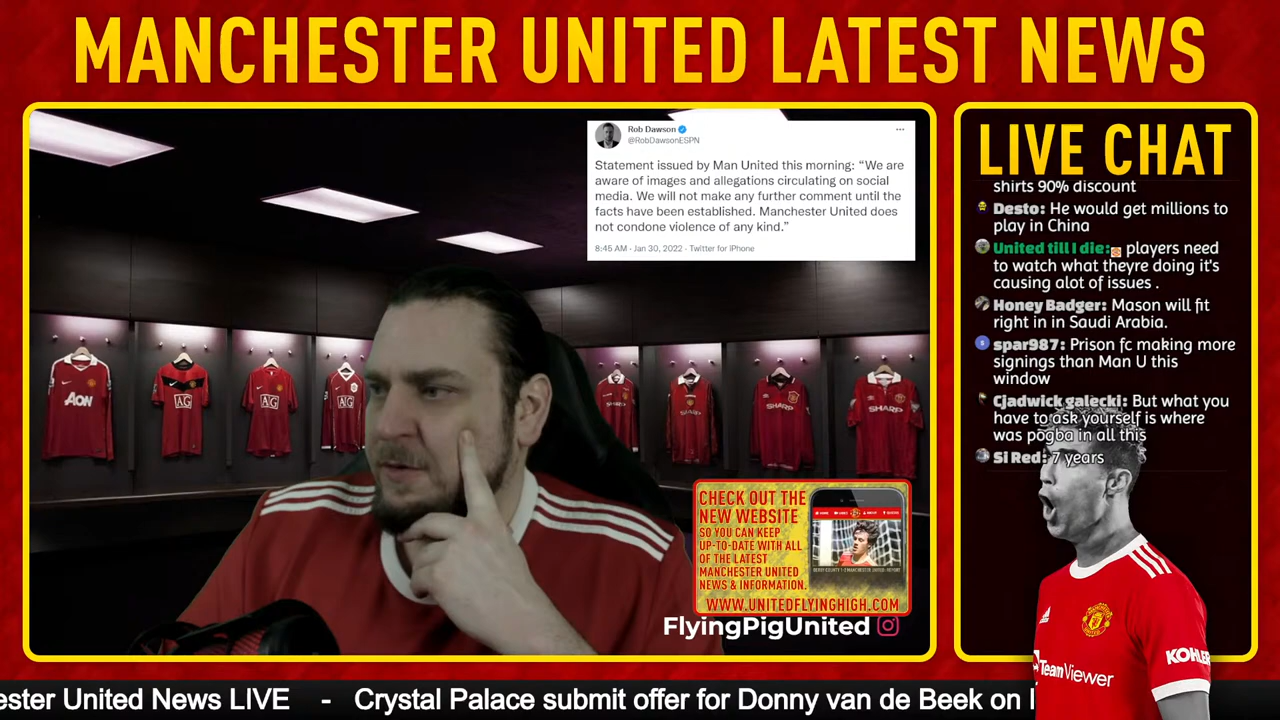 MANCHESTER UNITED LATEST NEWS
Rob Dawson
@RobDawsonESPN
Statement issued by Man United this morning: “We are
aware of images and allegations circulating on social
media. We will not make any further comment until the
facts have been established. Manchester United does
not condone violence of any kind.”
8:45 AM · Jan 30, 2022 · Twitter for iPhone
LIVE CHAT
shirts 90% discount
Desto: He would get millions to
play in China
United till I die: players need
to watch what theyre doing it's
causing alot of issues .
Honey Badger: Mason will fit
right in in Saudi Arabia.
spar987: Prison fc making more
signings than Man U this
window
Cjadwick galecki: But what you
have to ask yourself is where
was pogba in all this
Si Red: 7 years
AON
AG
AG
AG
SHARP
SHARP
SHARP
CHECK OUT THE
NEW WEBSITE
SO YOU CAN KEEP
UP-TO-DATE WITH ALL
OF THE LATEST
MANCHESTER UNITED
NEWS & INFORMATION.
WWW.UNITEDFLYINGHIGH.COM
FlyingPigUnited
TeamViewer
KOHLER
ester United News LIVE - Crystal Palace submit offer for Donny van de Beek on